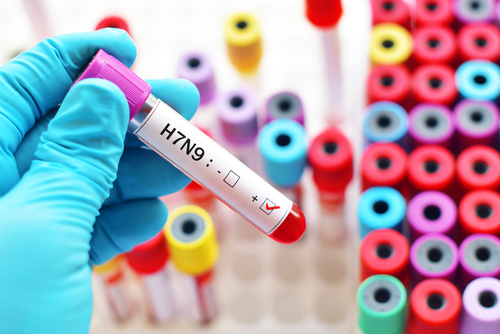 H7N9 : - ☐
+ ☑